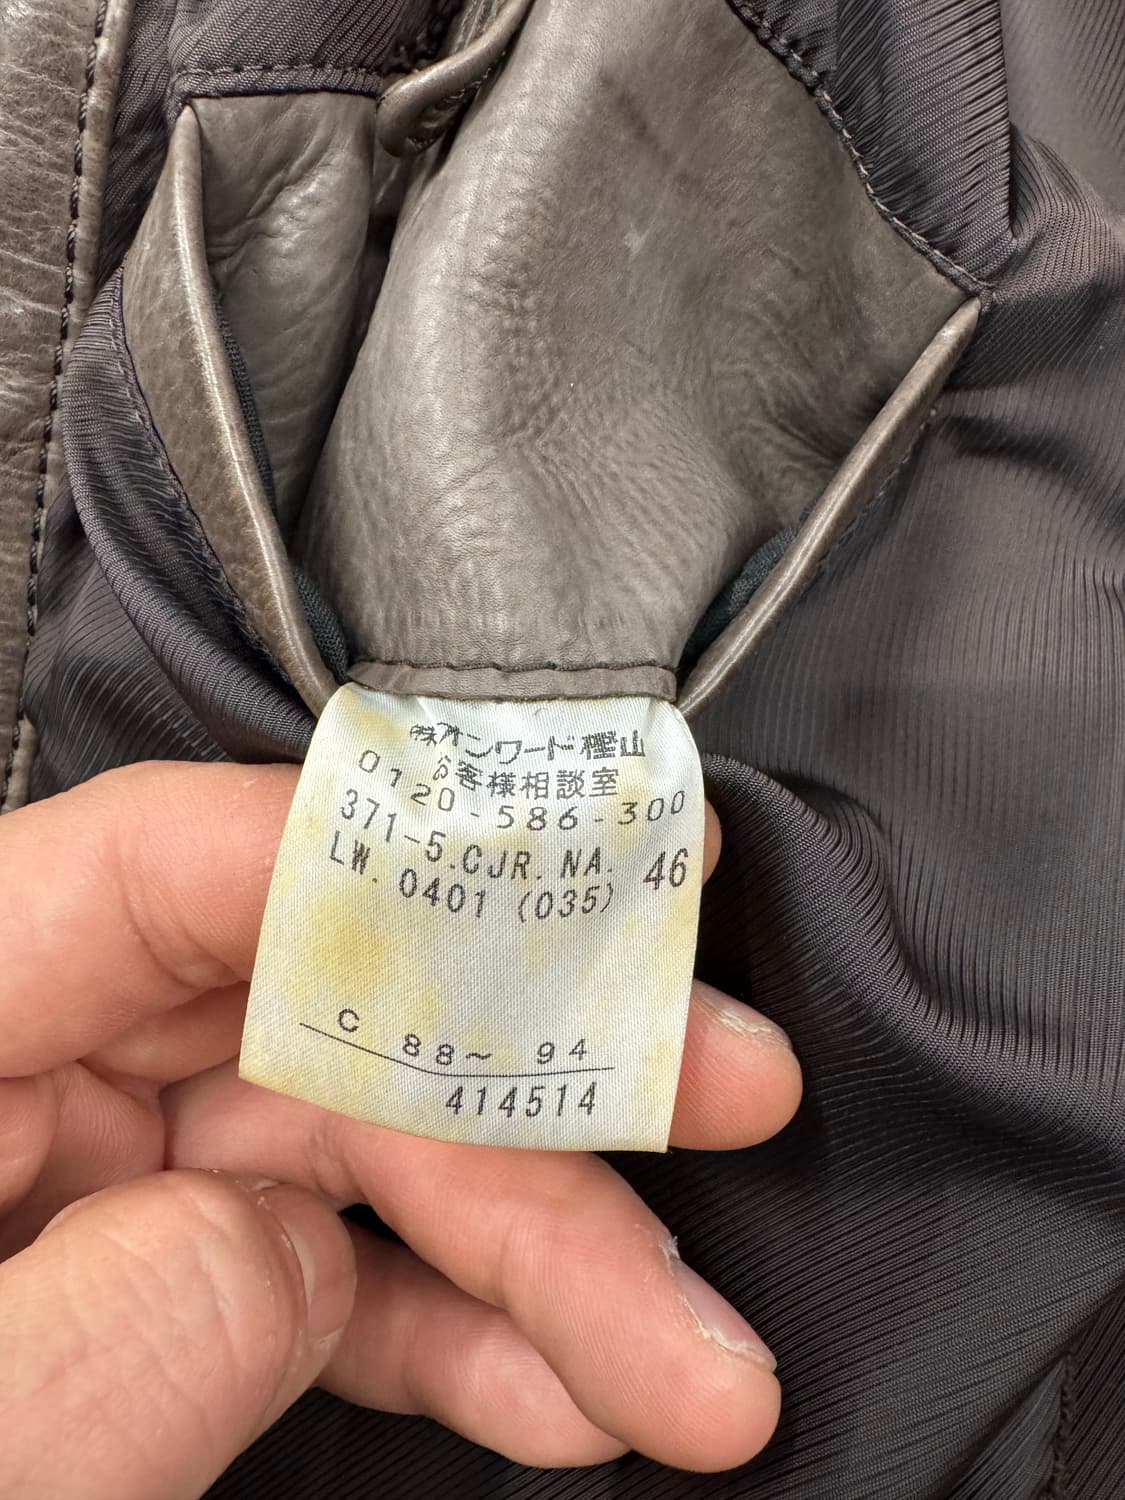 ㈱オンワード樫山
お客様相談室
0120-586-300
371-5.CJR.NA. 46
LW. 0401 (035)
C 88~ 94
414514